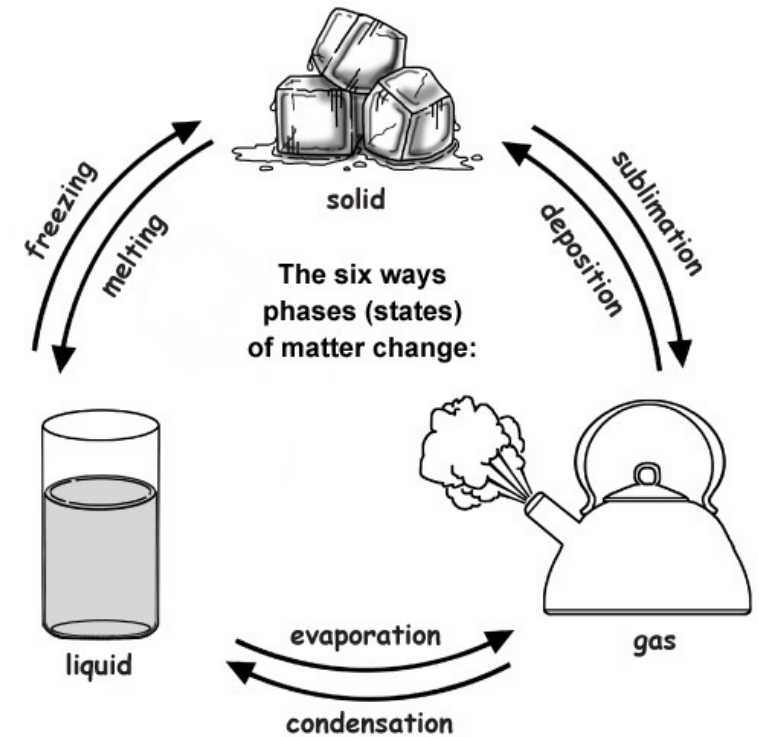 solid
freezing
melting
sublimation
deposition
The six ways
phases (states)
of matter change:
liquid
evaporation
condensation
gas